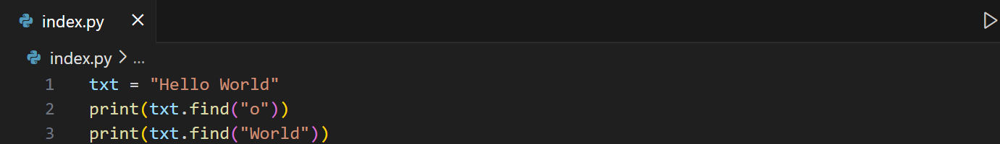 index.py
index.py > ...
1 txt = "Hello World"
2 print(txt.find("o"))
3 print(txt.find("World"))